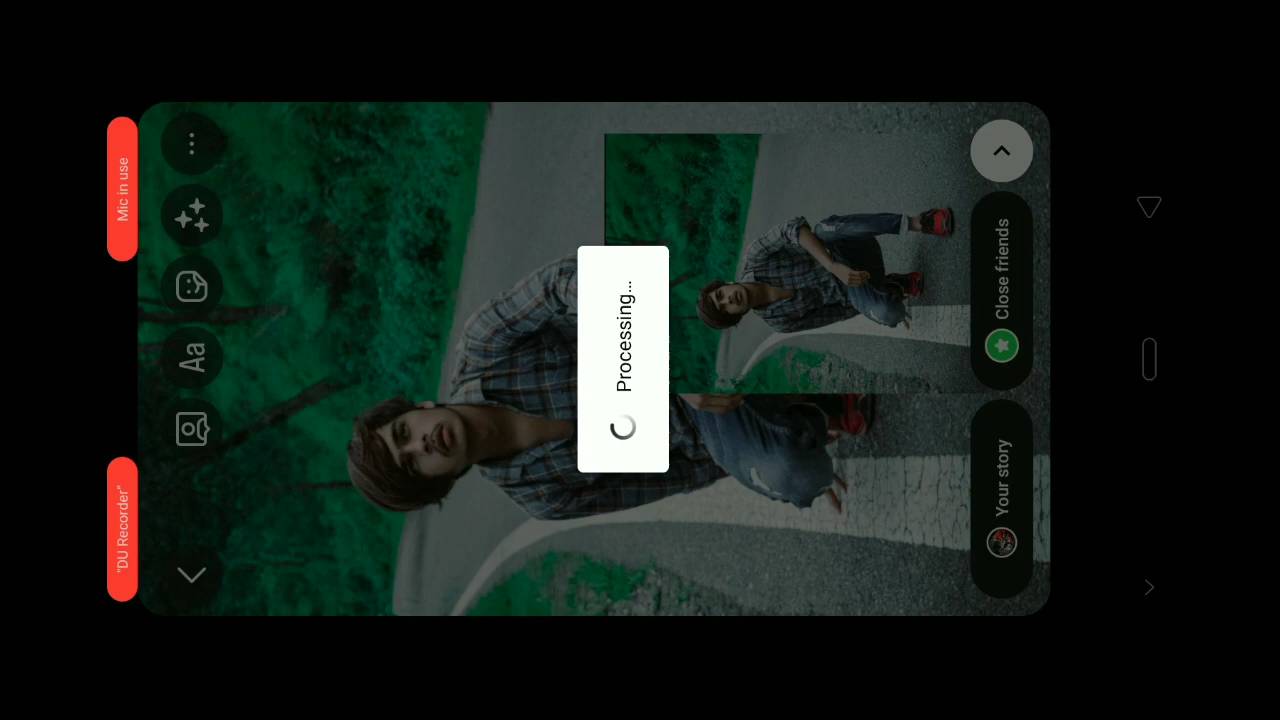 "DU Recorder"
Mic in use
Aa
Processing...
Your story
Close friends